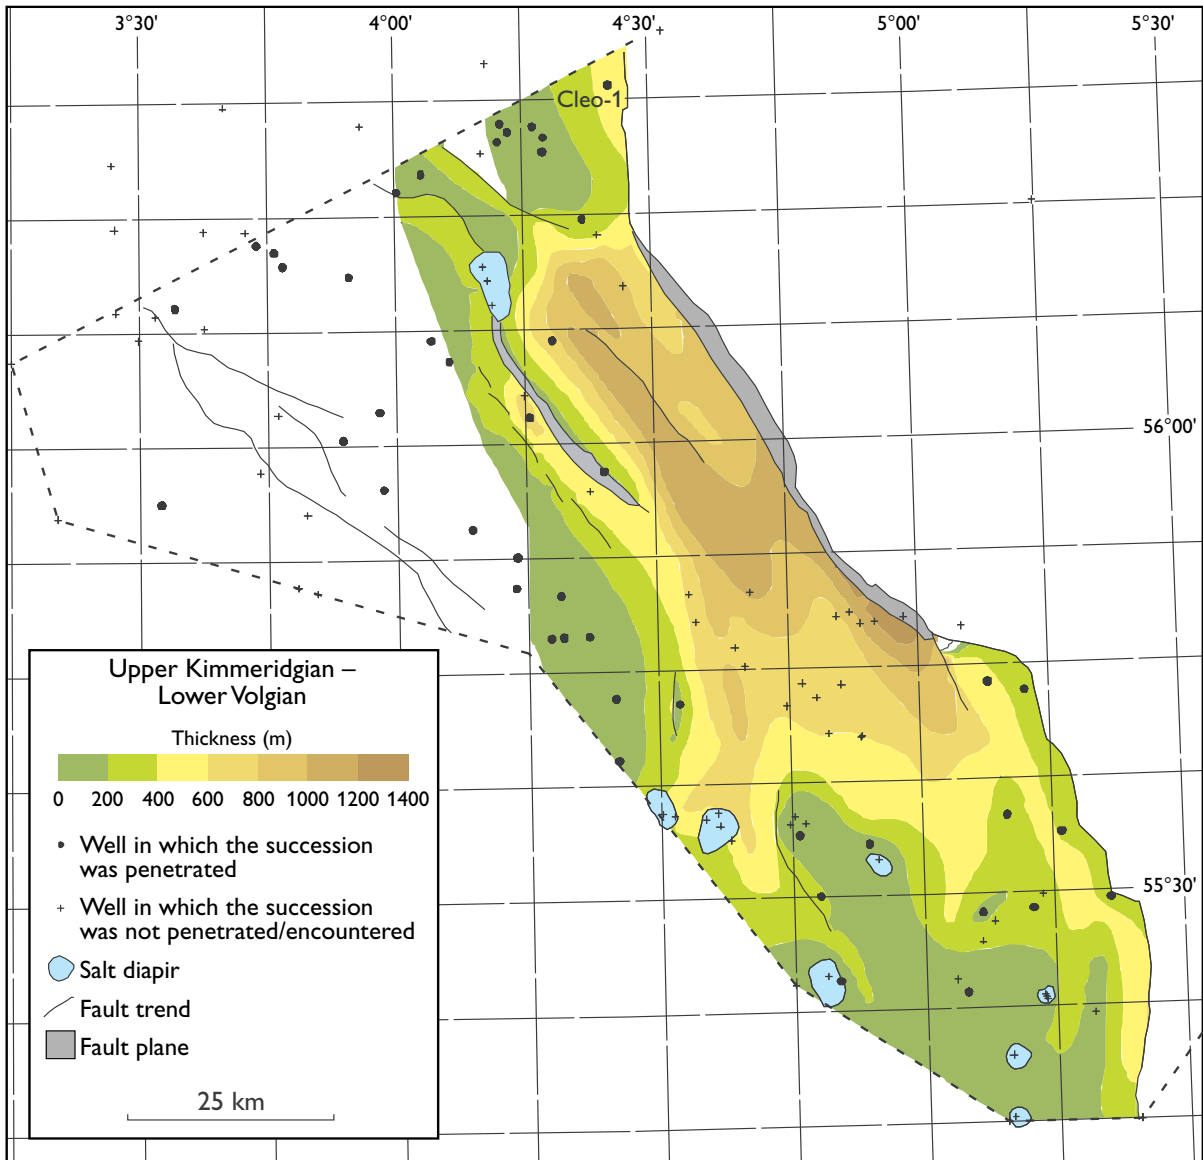 3°30' 4°00' 4°30' 5°00' 5°30'
Cleo-1
56°00'
55°30'
Upper Kimmeridgian –
Lower Volgian
Thickness (m)
0 200 400 600 800 1000 1200 1400
Well in which the succession
was penetrated
Well in which the succession
was not penetrated/encountered
Salt diapir
Fault trend
Fault plane
25 km